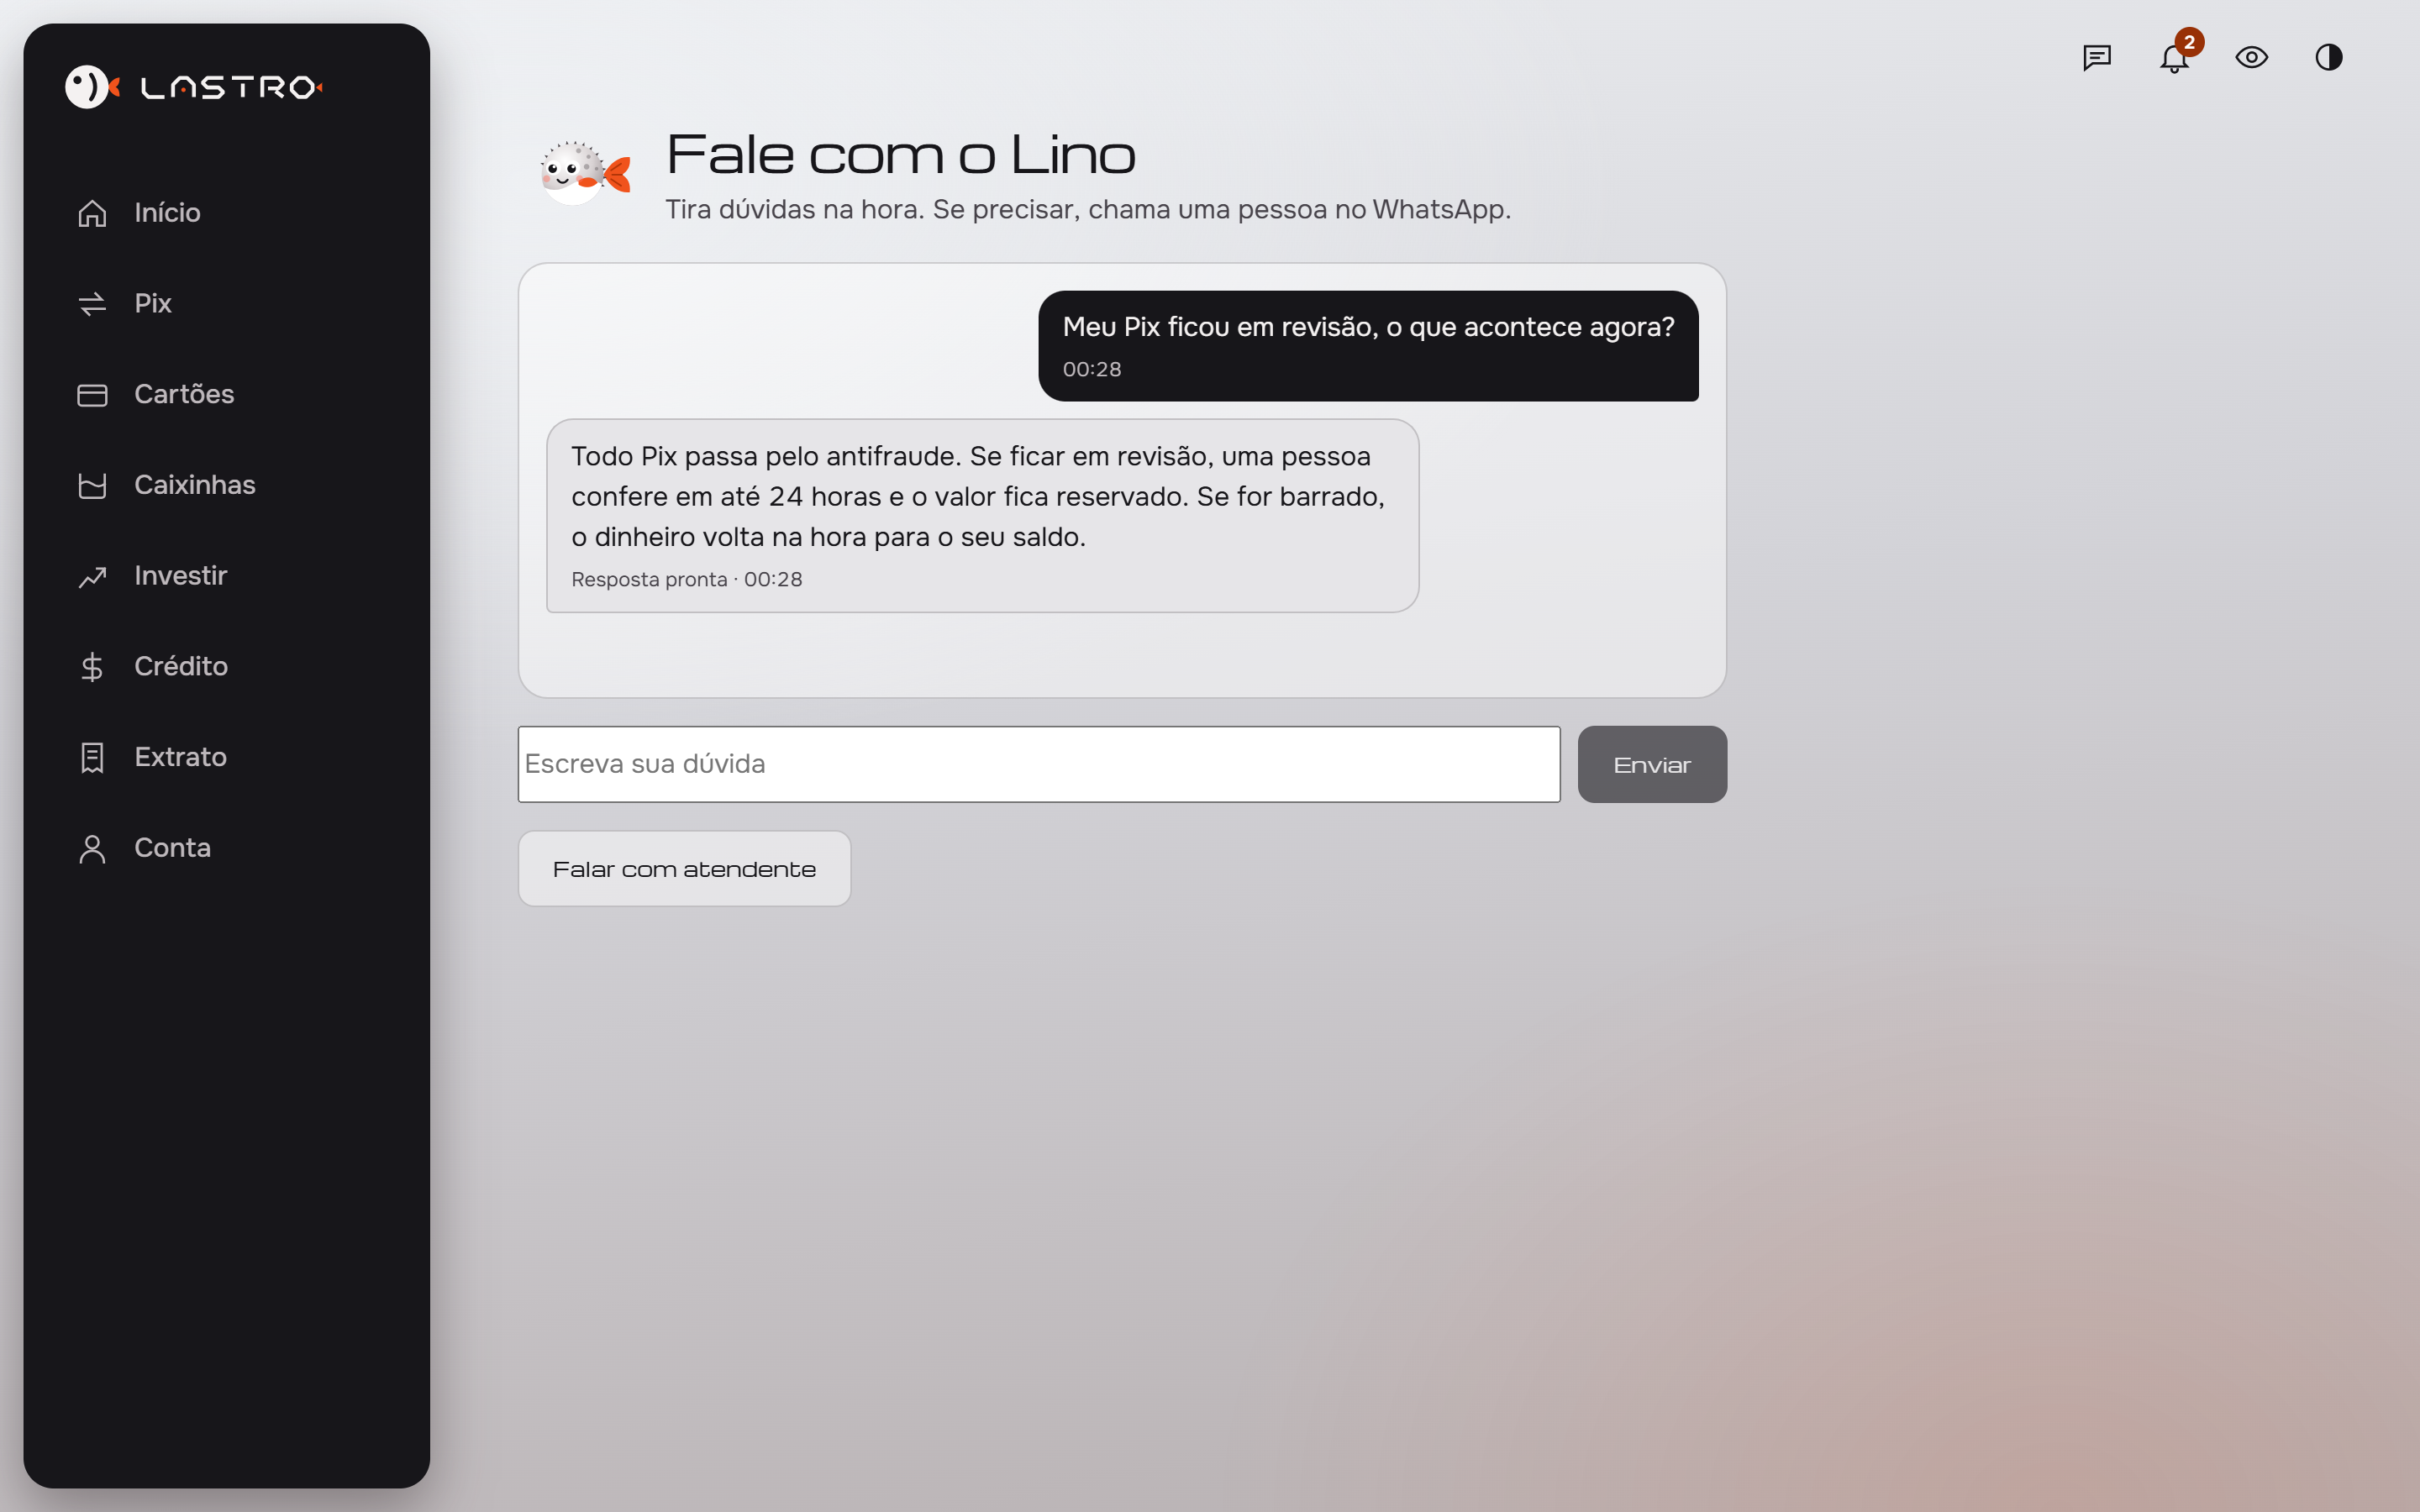 LASTRO
2
Início
Pix
Cartões
Caixinhas
Investir
Crédito
Extrato
Conta
Fale com o Lino
Tira dúvidas na hora. Se precisar, chama uma pessoa no WhatsApp.
Meu Pix ficou em revisão, o que acontece agora?
00:28
Todo Pix passa pelo antifraude. Se ficar em revisão, uma pessoa
confere em até 24 horas e o valor fica reservado. Se for barrado,
o dinheiro volta na hora para o seu saldo.
Resposta pronta · 00:28
Escreva sua dúvida
Enviar
Falar com atendente